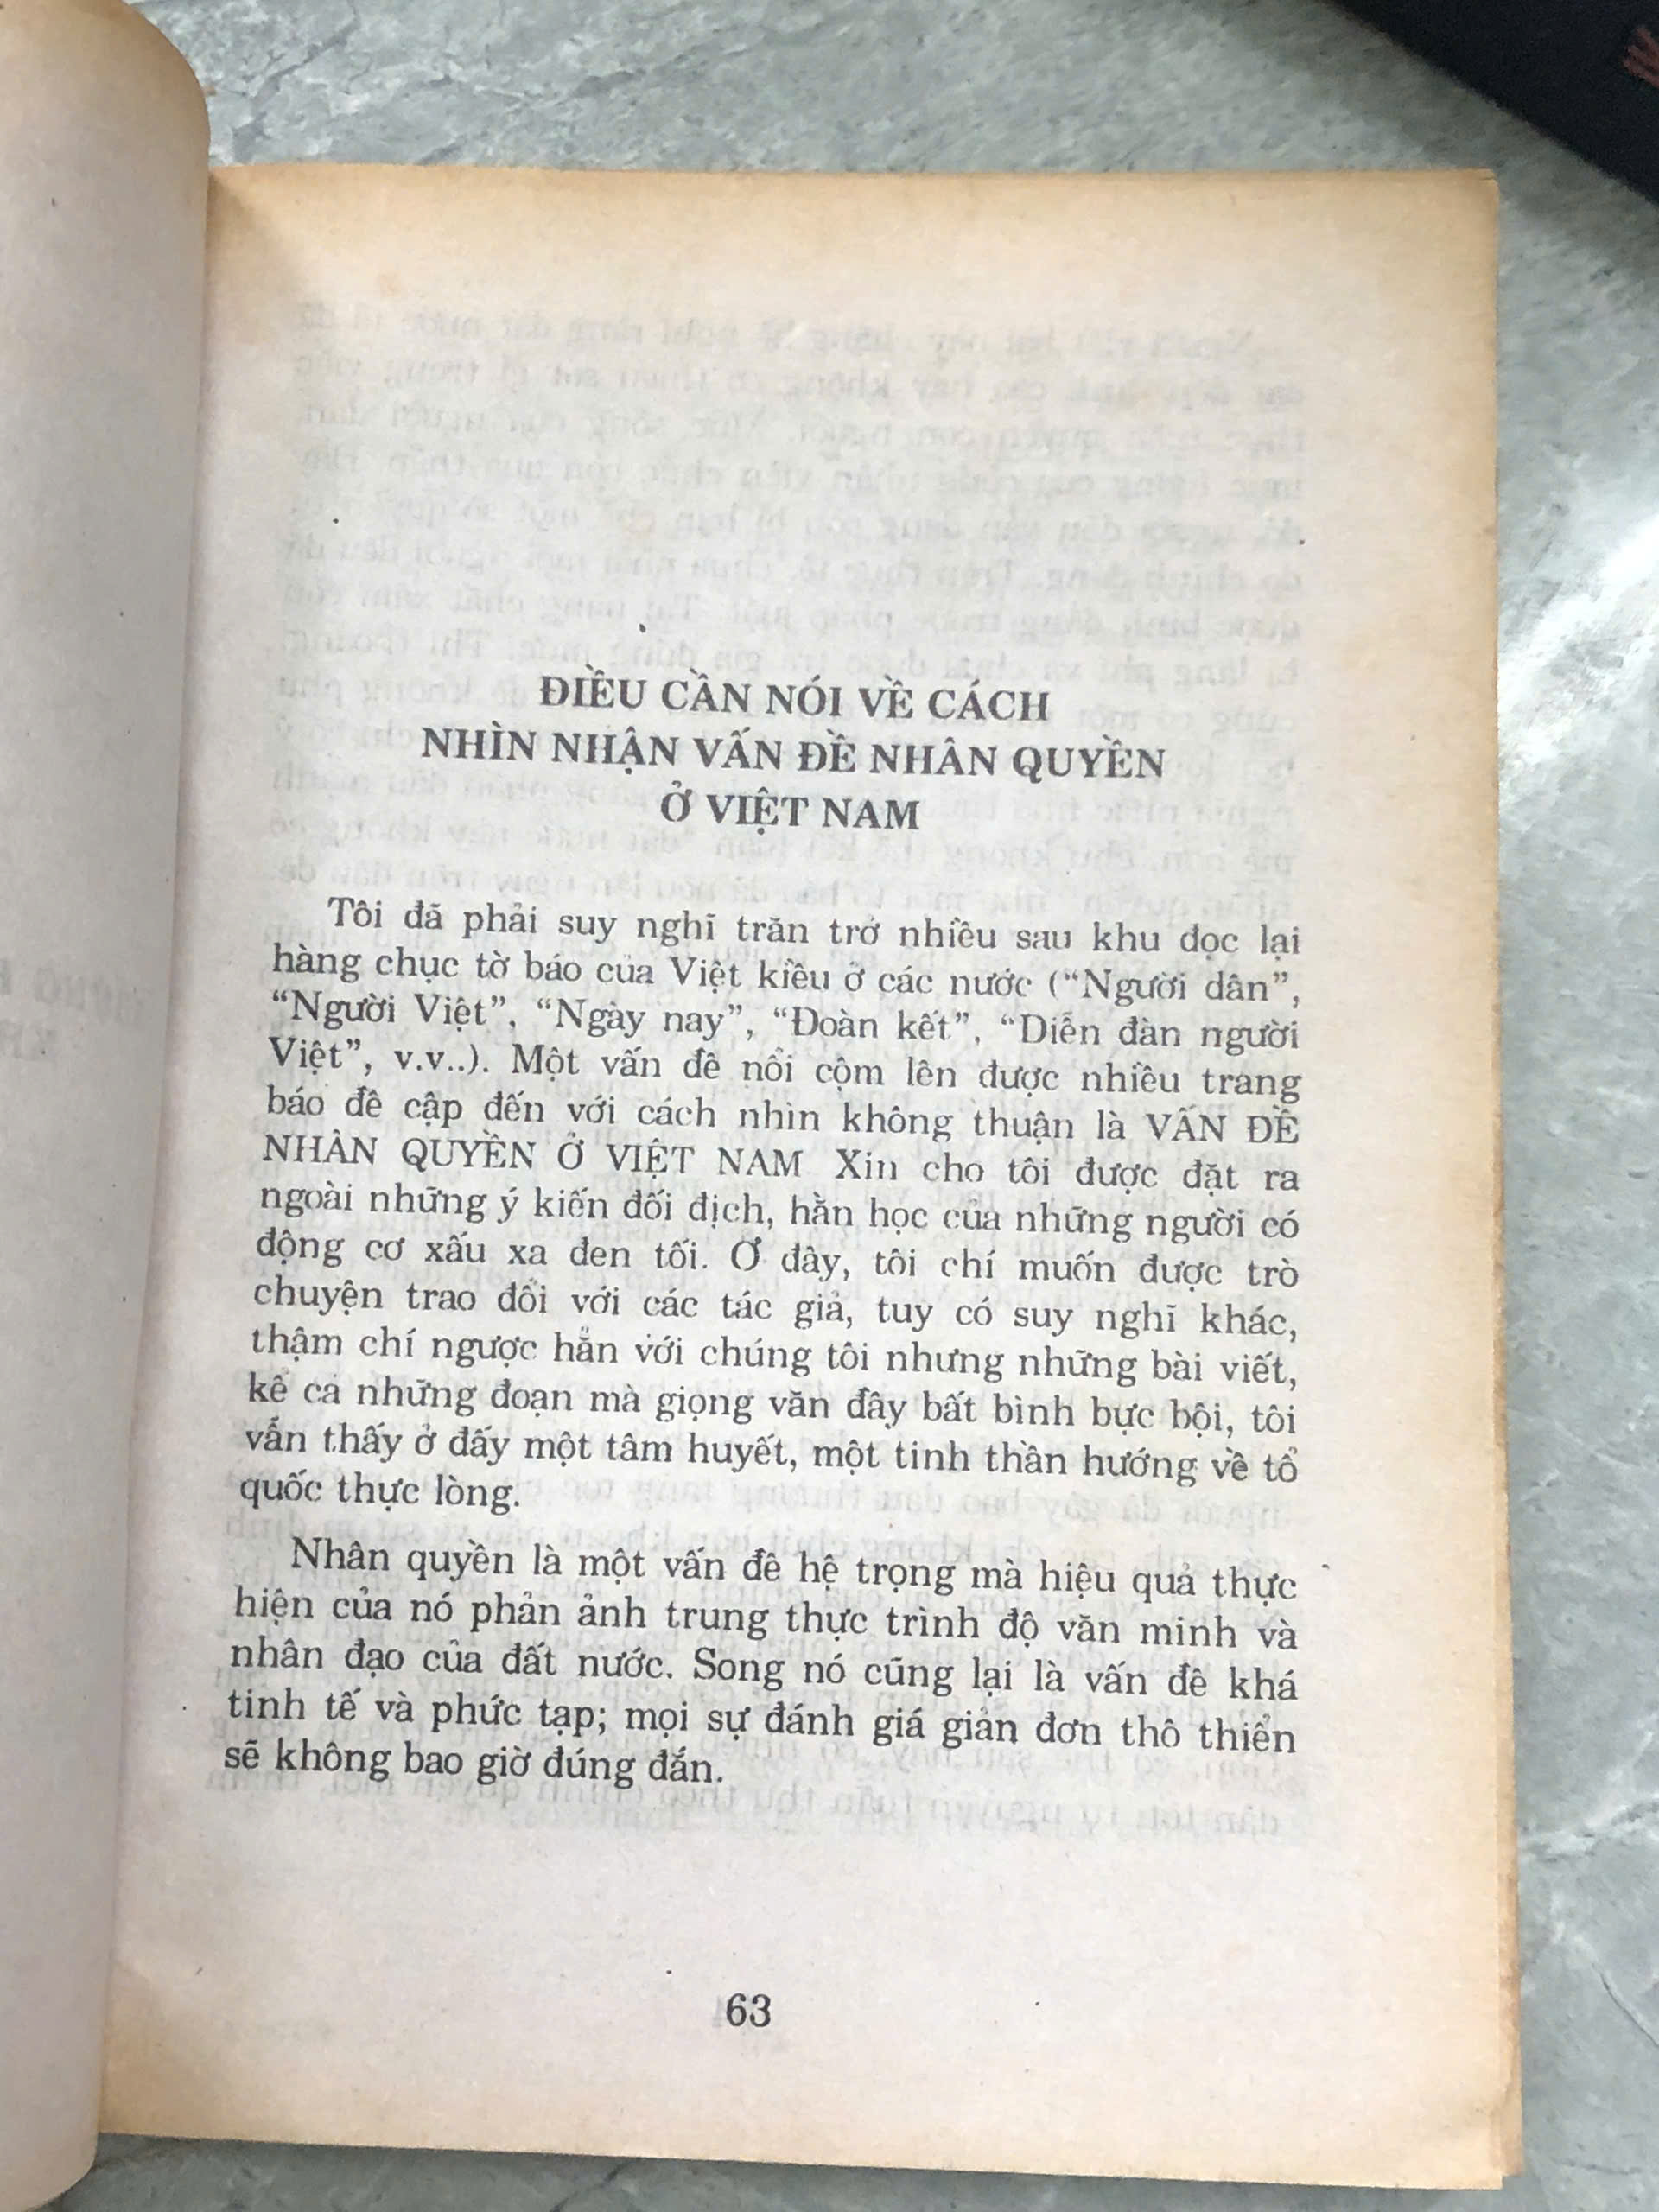 ĐIỀU CẦN NÓI VỀ CÁCH
NHÌN NHẬN VẤN ĐỀ NHÂN QUYỀN
Ở VIỆT NAM
Tôi đã phải suy nghĩ trăn trở nhiều sau khu đọc lại
hàng chục tờ báo của Việt kiều ở các nước (“Người dân”,
“Người Việt”, “Ngày nay”, “Đoàn kết”, “Diễn đàn người
Việt”, v.v..). Một vấn đề nổi cộm lên được nhiều trang
báo đề cập đến với cách nhìn không thuận là VẤN ĐỀ
NHÂN QUYỀN Ở VIỆT NAM Xin cho tôi được đặt ra
ngoài những ý kiến đối địch, hằn học của những người có
động cơ xấu xa đen tối. Ở đây, tôi chỉ muốn được trò
chuyện trao đổi với các tác giả, tuy có suy nghĩ khác,
thậm chí ngược hẳn với chúng tôi nhưng những bài viết,
kể cả những đoạn mà giọng văn đầy bất bình bực bội, tôi
vẫn thấy ở đấy một tâm huyết, một tinh thần hướng về tổ
quốc thực lòng.
Nhân quyền là một vấn đề hệ trọng mà hiệu quả thực
hiện của nó phản ảnh trung thực trình độ văn minh và
nhân đạo của đất nước. Song nó cũng lại là vấn đề khá
tinh tế và phức tạp; mọi sự đánh giá giản đơn thô thiển
sẽ không bao giờ đúng đắn.
63